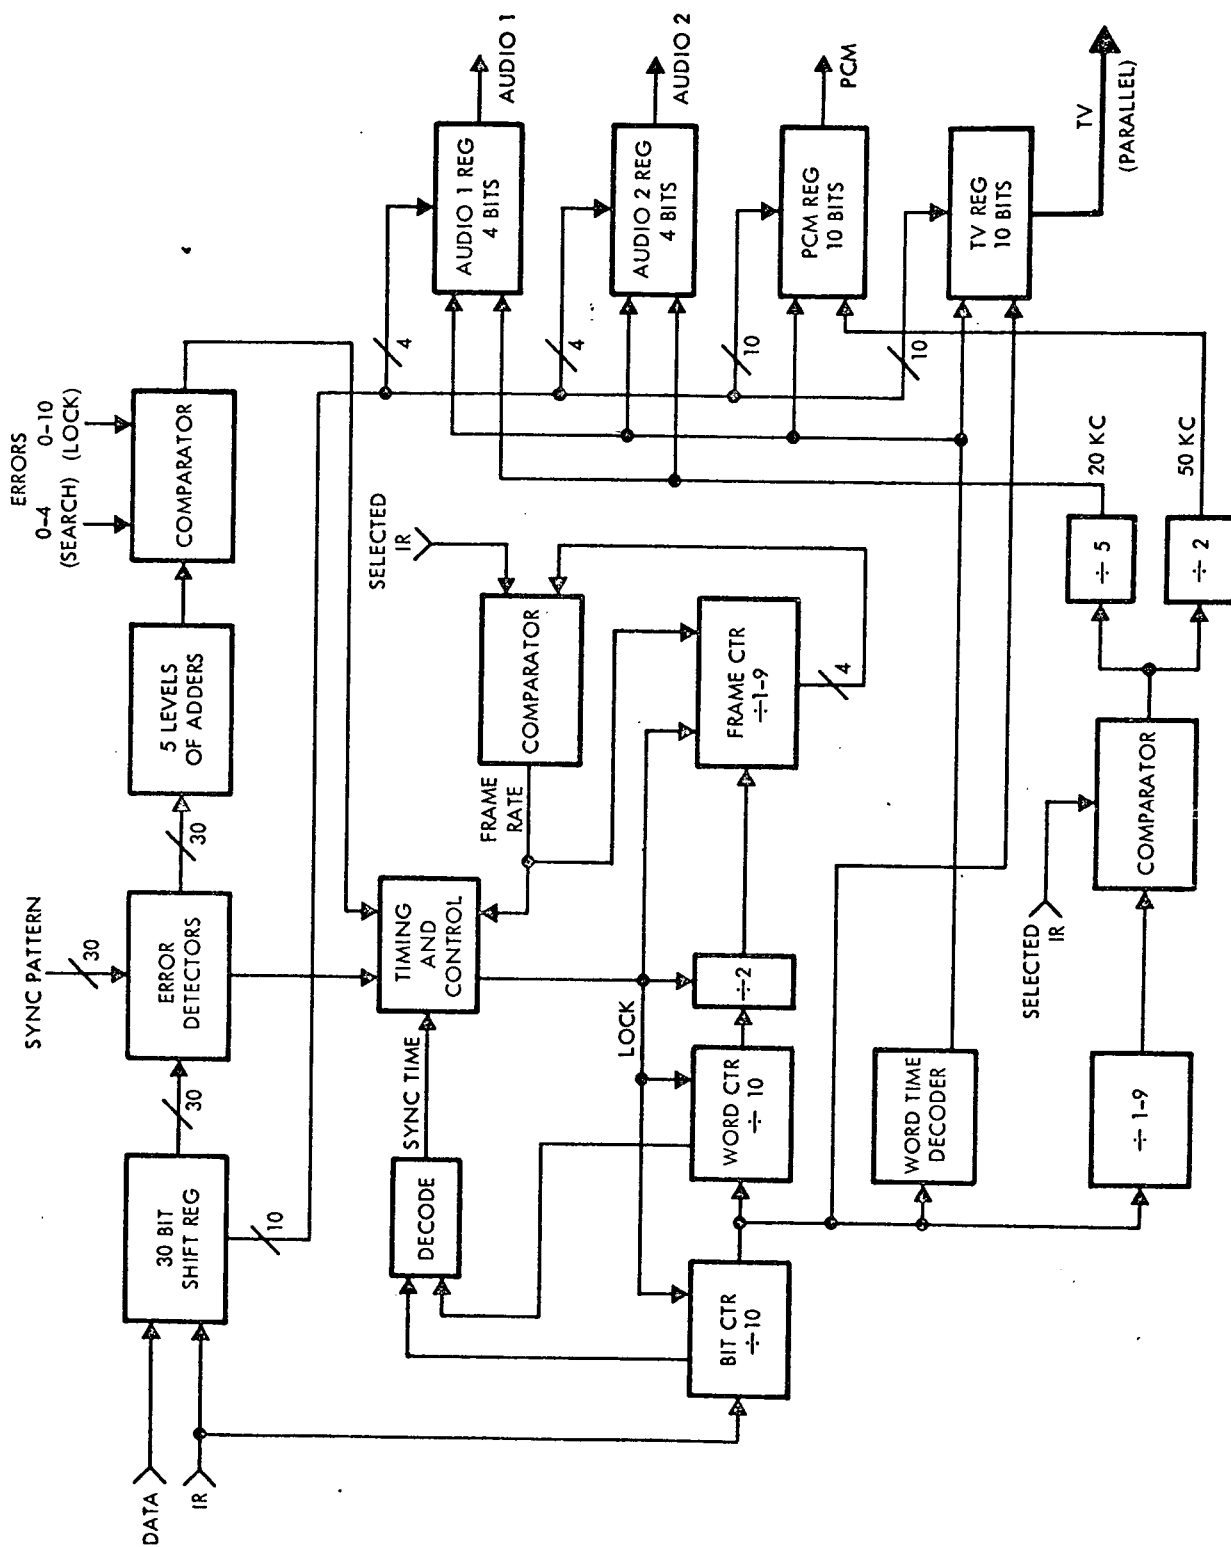 DATA
IR
30 BIT
SHIFT REG
30
10
SYNC PATTERN
30
ERROR
DETECTORS
30
5 LEVELS
OF ADDERS
ERRORS
0-4
(SEARCH)
0-10
(LOCK)
COMPARATOR
DECODE
SYNC TIME
TIMING
AND
CONTROL
FRAME
RATE
COMPARATOR
SELECTED
IR
LOCK
BIT CTR
÷10
WORD CTR
÷ 10
÷2
FRAME CTR
÷1-9
4
WORD TIME
DECODER
÷ 1-9
SELECTED
IR
COMPARATOR
÷ 5
20 KC
÷ 2
50 KC
4
AUDIO 1 REG
4 BITS
AUDIO 1
4
AUDIO 2 REG
4 BITS
AUDIO 2
10
PCM REG
10 BITS
PCM
10
TV REG
10 BITS
TV
(PARALLEL)